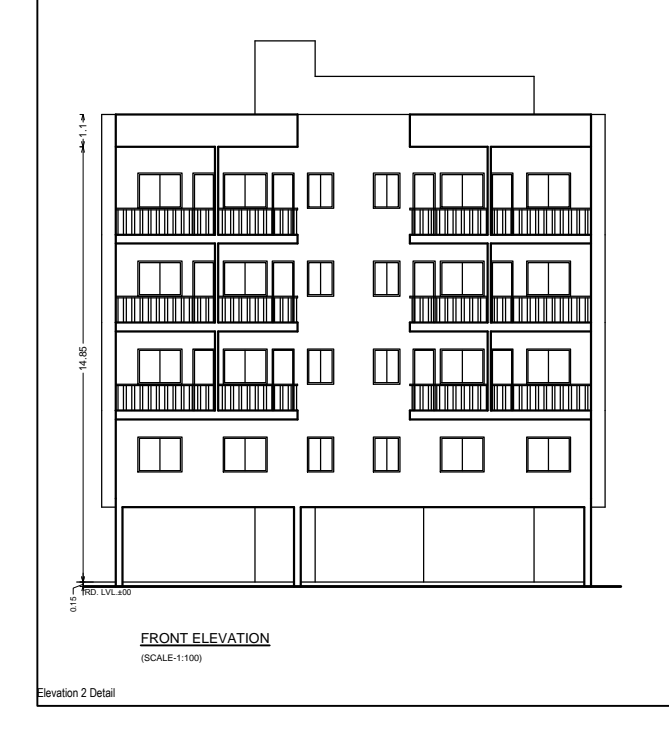 1.1
14.85
0.15
RD. LVL.±00
FRONT ELEVATION
(SCALE-1:100)
Elevation 2 Detail